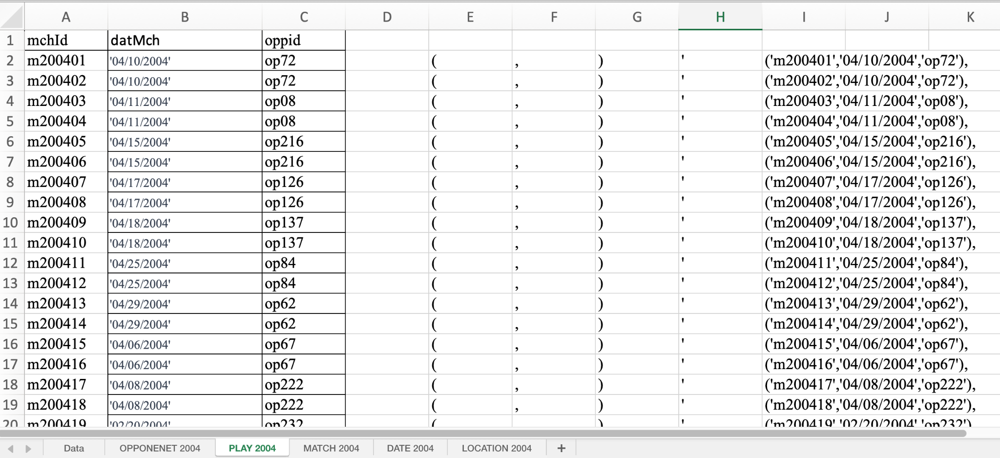 A B C D E F G H I J K
1 mchId datMch oppid
2 m200401 '04/10/2004' op72 ( , ) ' ('m200401','04/10/2004','op72'),
3 m200402 '04/10/2004' op72 ( , ) ' ('m200402','04/10/2004','op72'),
4 m200403 '04/11/2004' op08 ( , ) ' ('m200403','04/11/2004','op08'),
5 m200404 '04/11/2004' op08 ( , ) ' ('m200404','04/11/2004','op08'),
6 m200405 '04/15/2004' op216 ( , ) ' ('m200405','04/15/2004','op216'),
7 m200406 '04/15/2004' op216 ( , ) ' ('m200406','04/15/2004','op216'),
8 m200407 '04/17/2004' op126 ( , ) ' ('m200407','04/17/2004','op126'),
9 m200408 '04/17/2004' op126 ( , ) ' ('m200408','04/17/2004','op126'),
10 m200409 '04/18/2004' op137 ( , ) ' ('m200409','04/18/2004','op137'),
11 m200410 '04/18/2004' op137 ( , ) ' ('m200410','04/18/2004','op137'),
12 m200411 '04/25/2004' op84 ( , ) ' ('m200411','04/25/2004','op84'),
13 m200412 '04/25/2004' op84 ( , ) ' ('m200412','04/25/2004','op84'),
14 m200413 '04/29/2004' op62 ( , ) ' ('m200413','04/29/2004','op62'),
15 m200414 '04/29/2004' op62 ( , ) ' ('m200414','04/29/2004','op62'),
16 m200415 '04/06/2004' op67 ( , ) ' ('m200415','04/06/2004','op67'),
17 m200416 '04/06/2004' op67 ( , ) ' ('m200416','04/06/2004','op67'),
18 m200417 '04/08/2004' op222 ( , ) ' ('m200417','04/08/2004','op222'),
19 m200418 '04/08/2004' op222 ( , ) ' ('m200418','04/08/2004','op222'),
20 m200419 '02/20/2004' op232 ( ) ' ('m200419','02/20/2004','op232')
Data OPPONENET 2004 PLAY 2004 MATCH 2004 DATE 2004 LOCATION 2004 +